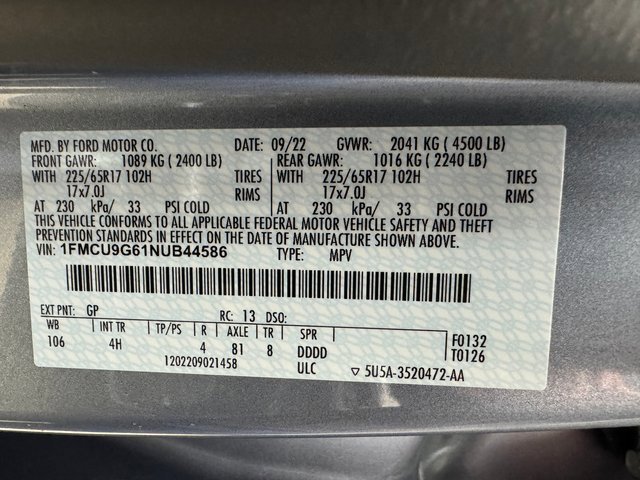 MFD. BY FORD MOTOR CO. DATE: 09/22 GVWR: 2041 KG ( 4500 LB)
FRONT GAWR: 1089 KG ( 2400 LB) REAR GAWR: 1016 KG ( 2240 LB)
WITH 225/65R17 102H TIRES WITH 225/65R17 102H TIRES
17x7.0J RIMS 17x7.0J RIMS
AT 230 kPa/ 33 PSI COLD AT 230 kPa/ 33 PSI COLD
THIS VEHICLE CONFORMS TO ALL APPLICABLE FEDERAL MOTOR VEHICLE SAFETY AND THEFT
PREVENTION STANDARDS IN EFFECT ON THE DATE OF MANUFACTURE SHOWN ABOVE.
VIN: 1FMCU9G61NUB44586 TYPE: MPV
EXT PNT: GP RC: 13 DSO:
WB INT TR TP/PS R AXLE TR SPR F0132
106 4H 4 81 8 DDDD T0126
1202209021458 ULC ▽ 5U5A-3520472-AA